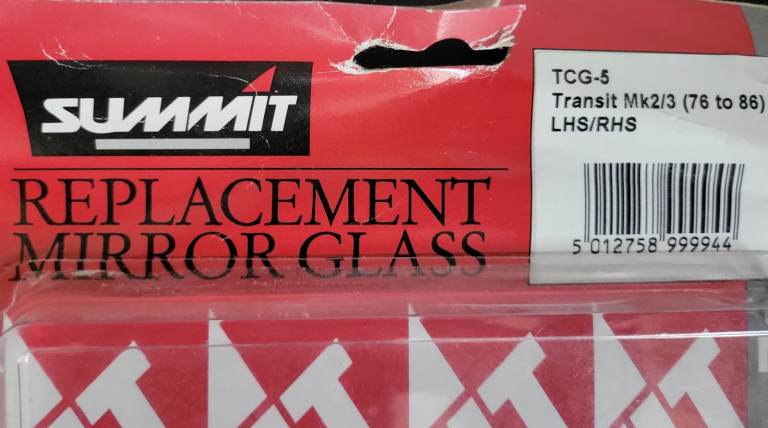 SUMMIT
REPLACEMENT
MIRROR GLASS
TCG-5
Transit Mk2/3 (76 to 86)
LHS/RHS
5 012758 999944